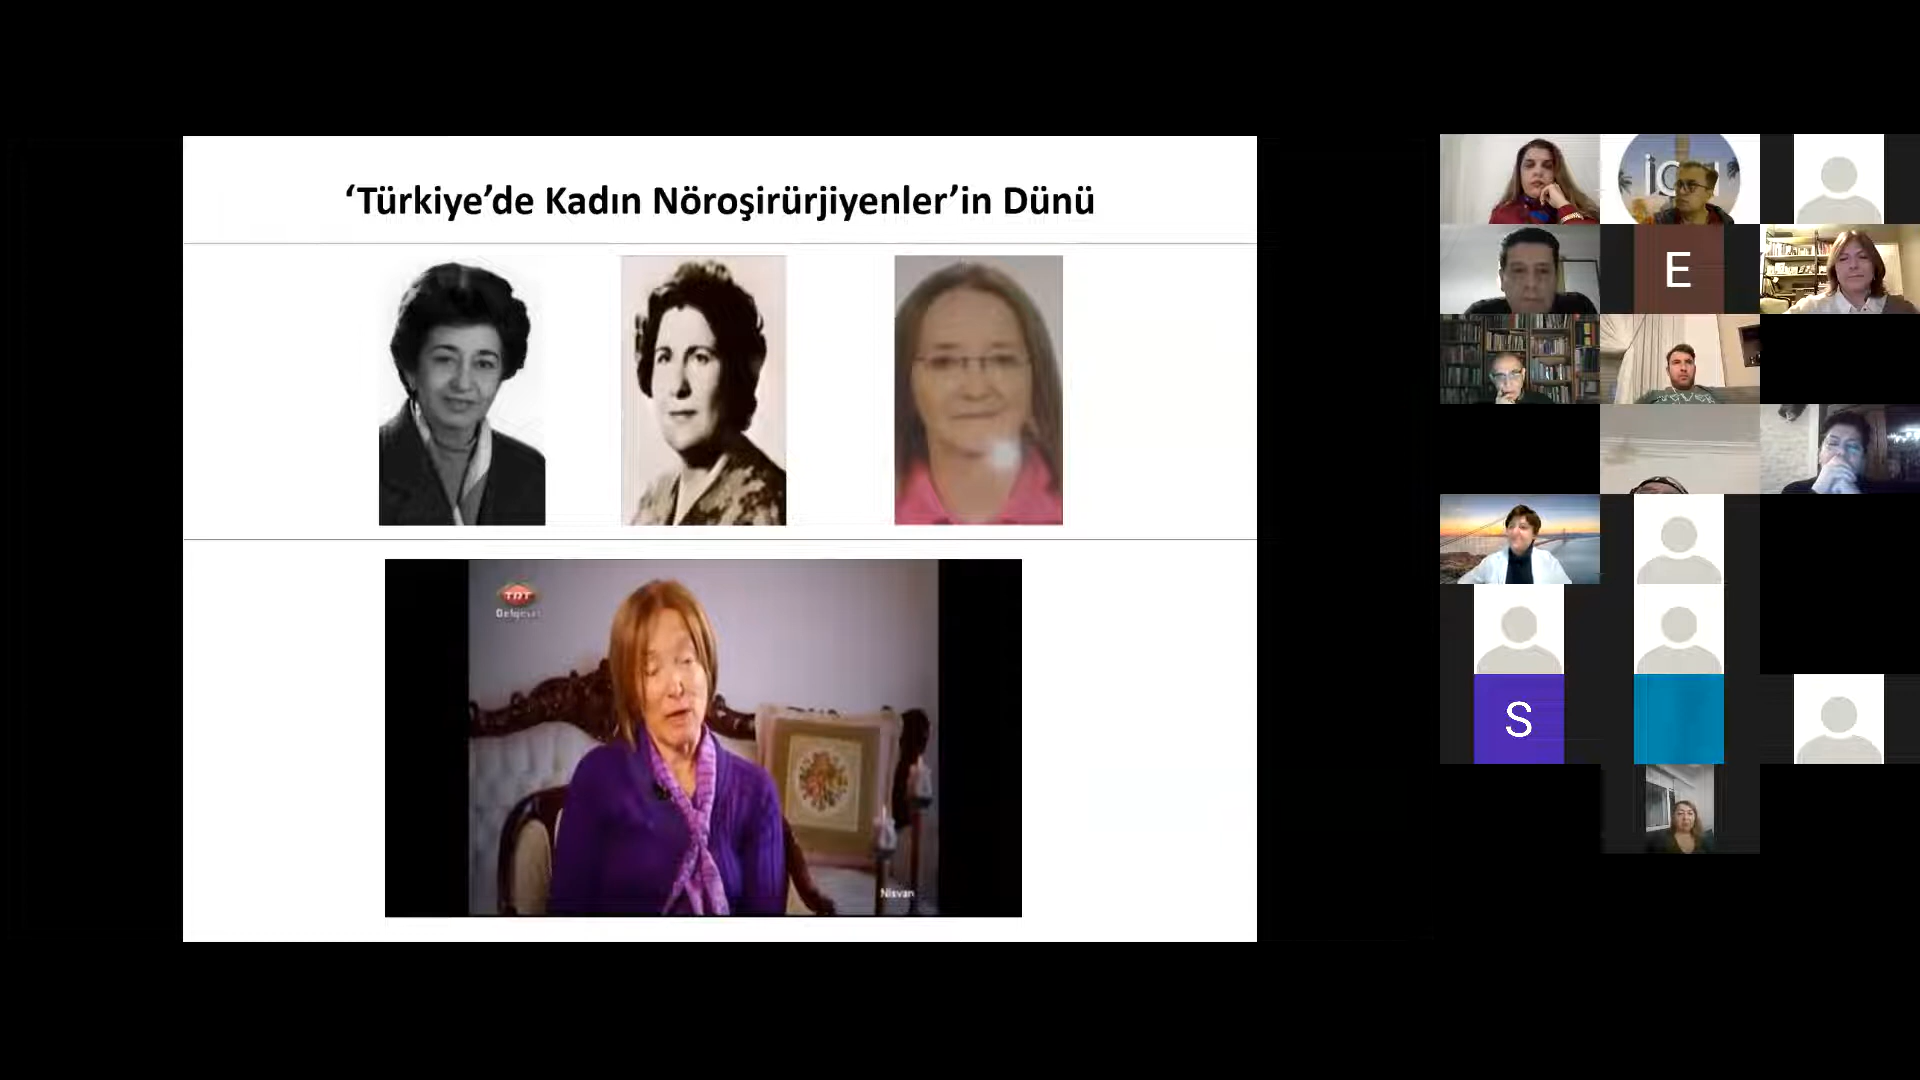 ‘Türkiye’de Kadın Nöroşirürjiyenler’in Dünü
E
TRT
Belgesel
Nisvan
S